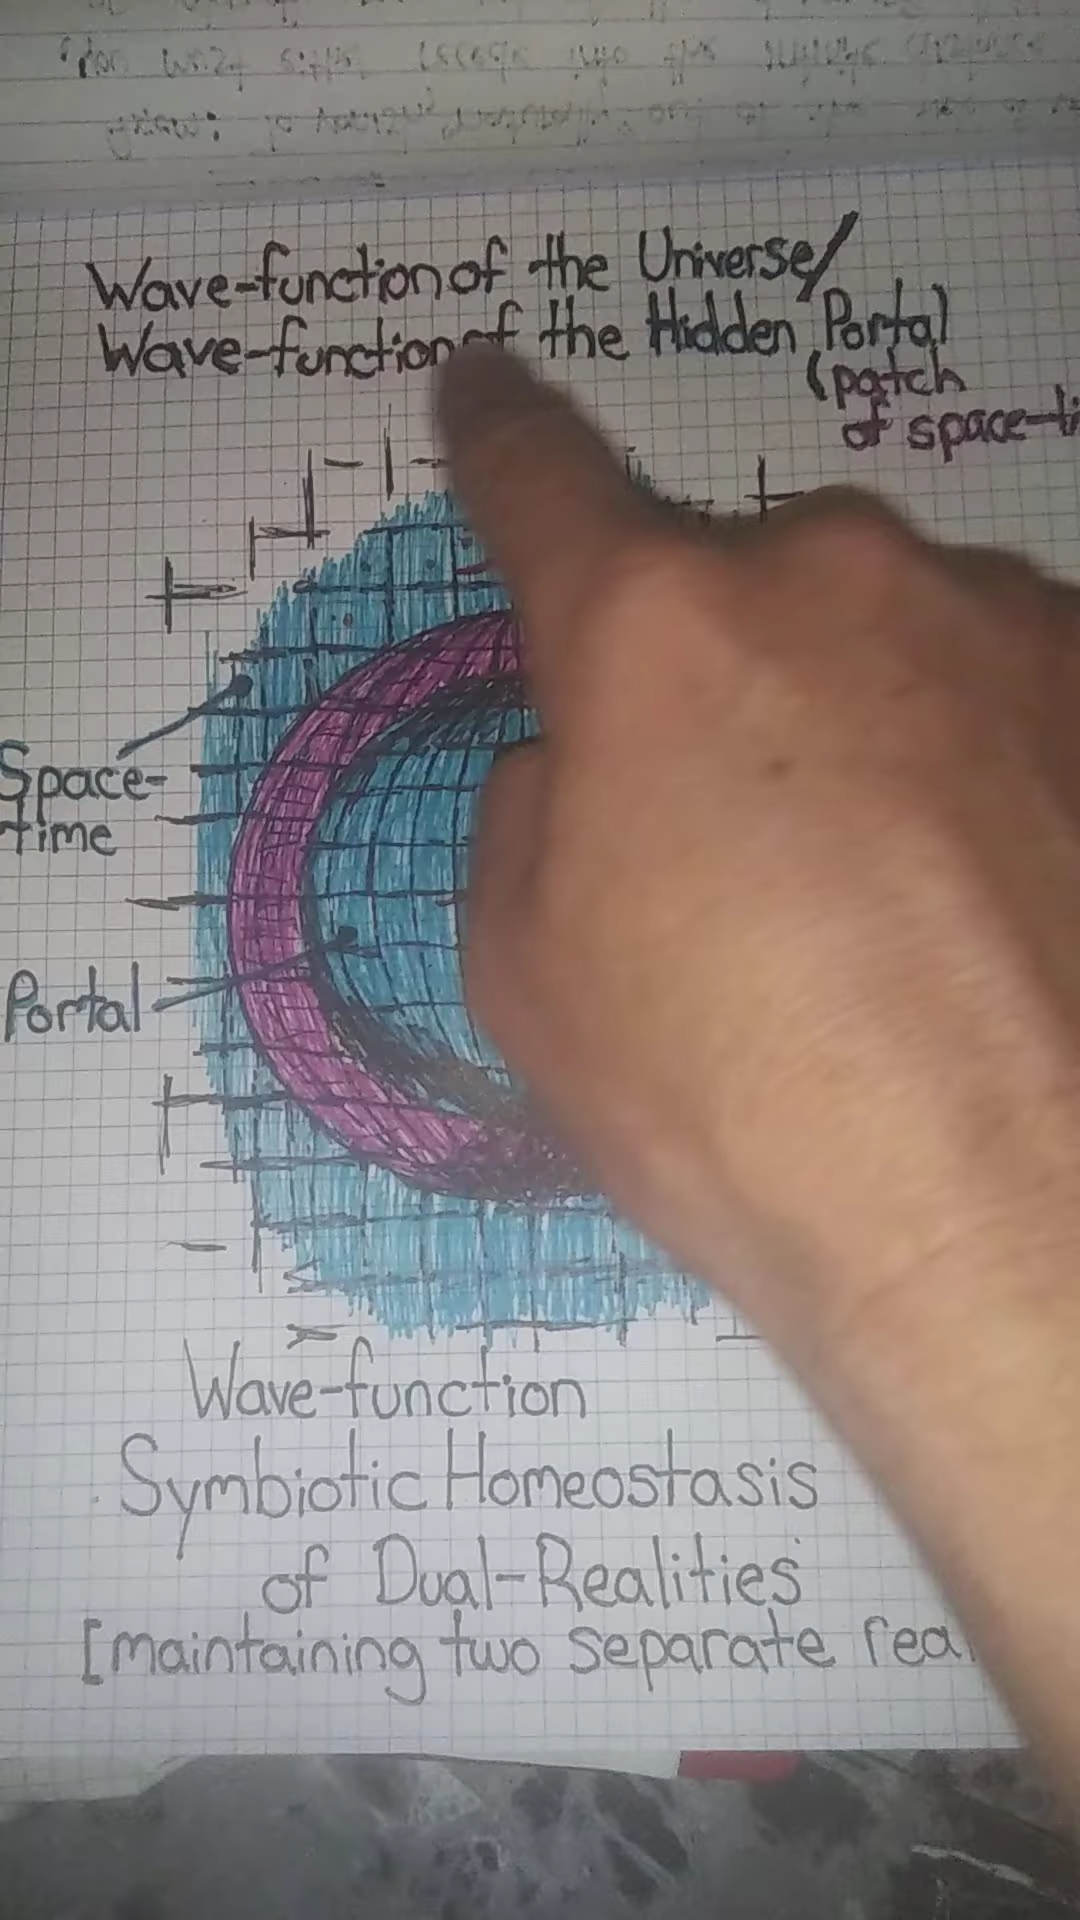 Wave-function of the Universe/
Wave-function of the Hidden Portal
(patch
of space-ti
Space-
time
Portal
Wave-function
Symbiotic Homeostasis
of Dual-Realities
[maintaining two separate rea